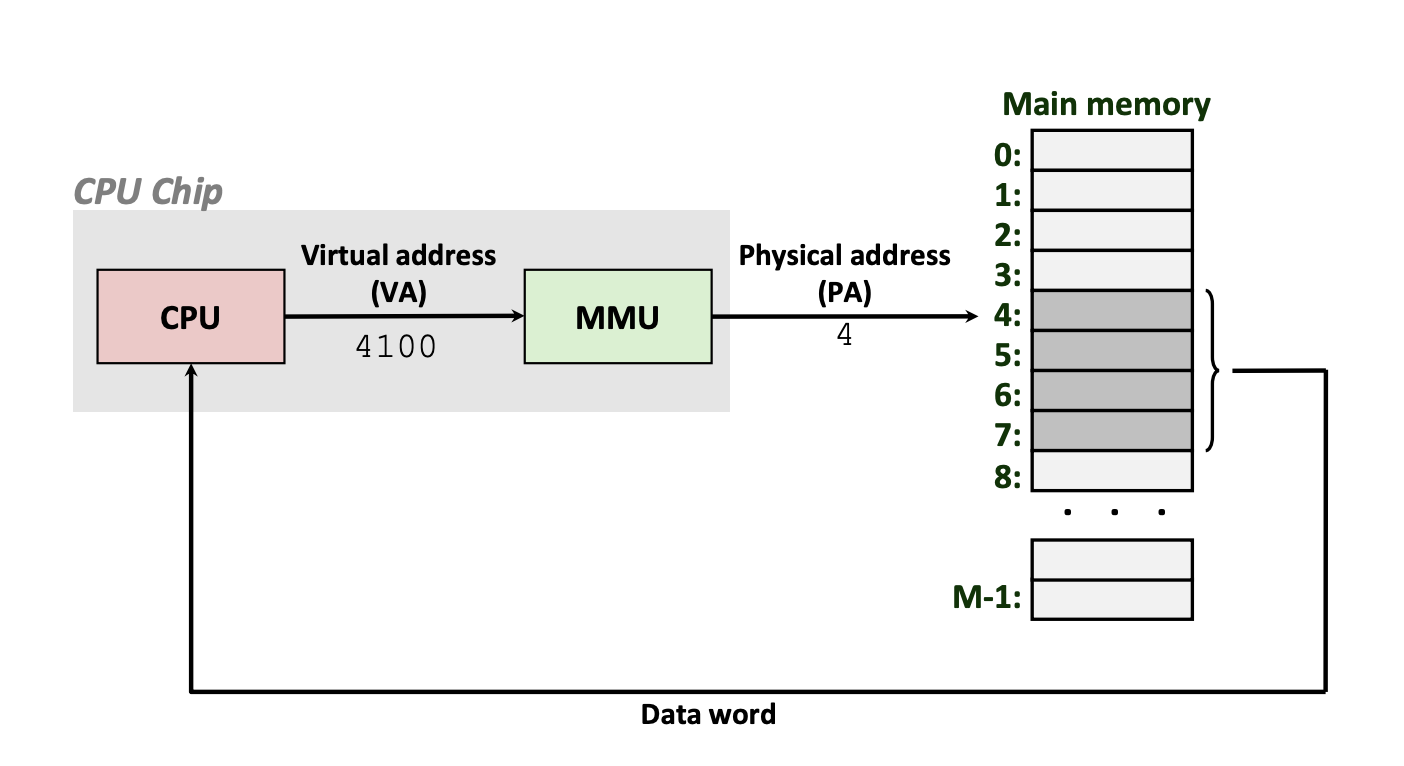 Main memory
CPU Chip
Virtual address
(VA)
4100
Physical address
(PA)
4
CPU
MMU
0:
1:
2:
3:
4:
5:
6:
7:
8:
. . .
M-1:
Data word